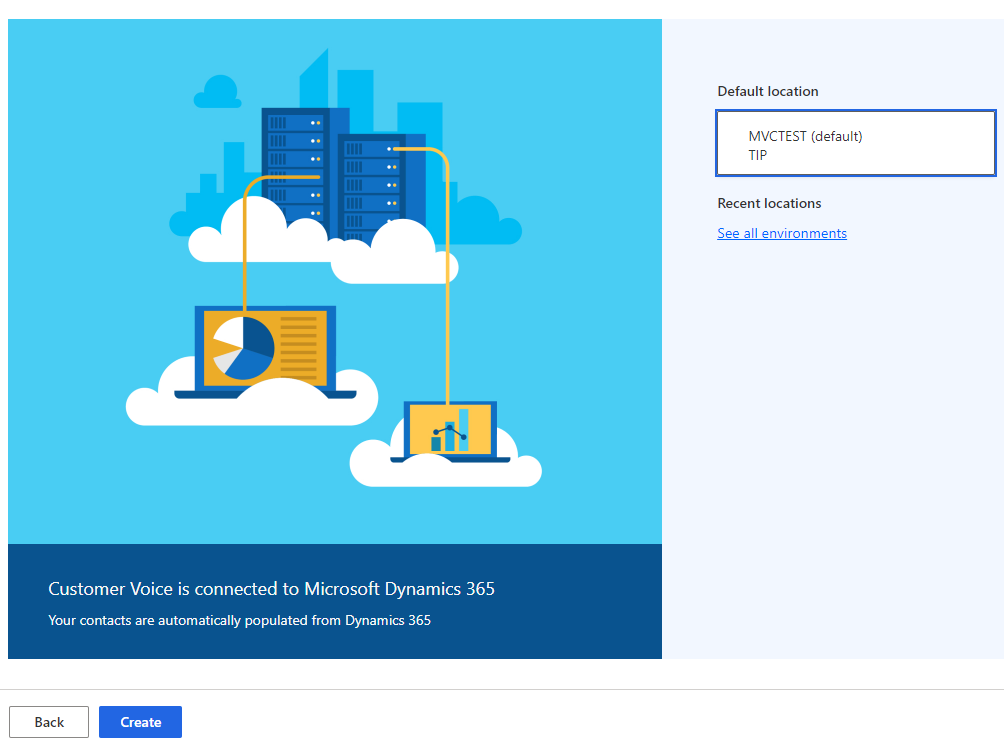 Default location
MVCTEST (default)
TIP
Recent locations
See all environments
Customer Voice is connected to Microsoft Dynamics 365
Your contacts are automatically populated from Dynamics 365
Back
Create